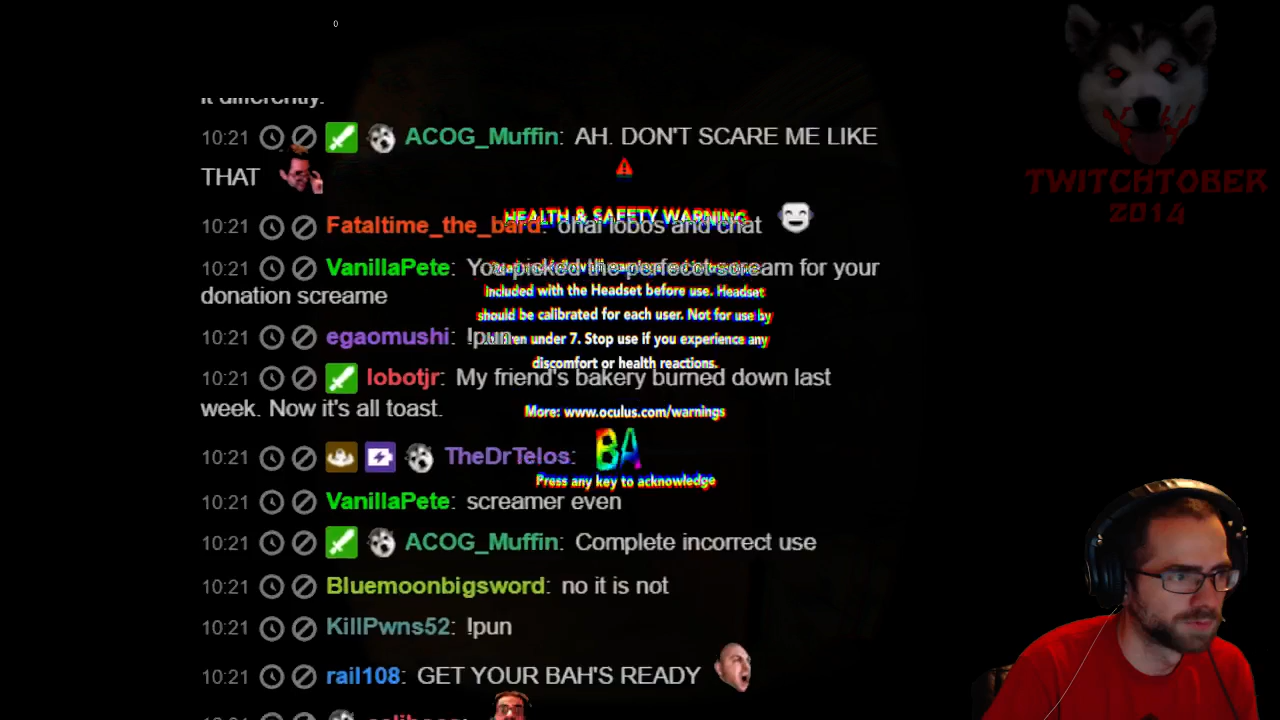 0
it differently.
10:21 ACOG_Muffin: AH. DON'T SCARE ME LIKE
THAT
10:21 Fataltime_the_bard: ohai lobos and chat
10:21 VanillaPete: You picked the perfect scream for your
donation screame
10:21 egaomushi: !pun
10:21 lobotjr: My friend's bakery burned down last
week. Now it's all toast.
10:21 TheDrTelos: BA
10:21 VanillaPete: screamer even
10:21 ACOG_Muffin: Complete incorrect use
10:21 Bluemoonbigsword: no it is not
10:21 KillPwns52: !pun
10:21 rail108: GET YOUR BAH'S READY
HEALTH & SAFETY WARNING
included with the Headset before use. Headset
should be calibrated for each user. Not for use by
under 7. Stop use if you experience any
discomfort or health reactions.
More: www.oculus.com/warnings
Press any key to acknowledge
TWITCHTOBER
2014